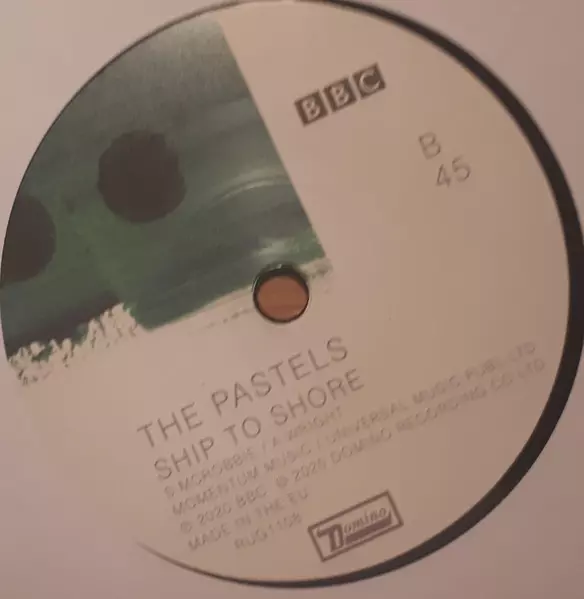 BBC
B
45
THE PASTELS
SHIP TO SHORE
S MCROBBIE / A WRIGHT
MOMENTUM MUSIC / UNIVERSAL MUSIC PUBL LTD
℗ 2020 BBC © 2020 DOMINO RECORDING CO LTD
MADE IN THE EU
RUG1108
Domino